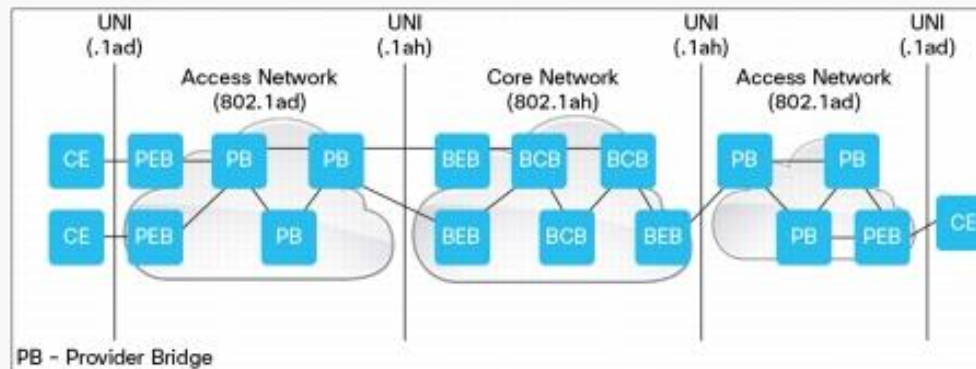 UNI
(.1ad)
UNI
(.1ah)
UNI
(.1ah)
UNI
(.1ad)
Access Network
(802.1ad)
Core Network
(802.1ah)
Access Network
(802.1ad)
CE
PEB
PB
PB
BEB
BCB
BCB
PB
PB
CE
PEB
PB
BEB
BCB
BEB
PB
PEB
CE
PB - Provider Bridge